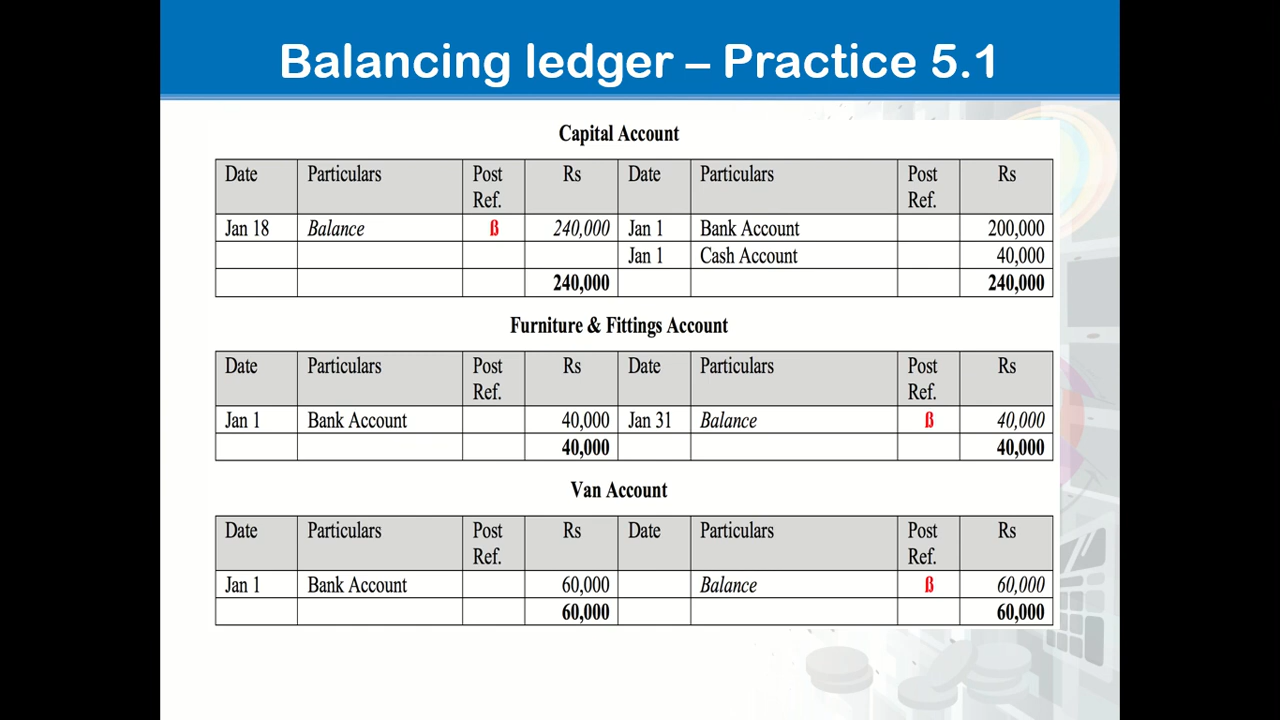 Balancing ledger – Practice 5.1
Capital Account
Date Particulars Post Ref. Rs Date Particulars Post Ref. Rs
Jan 18 Balance ß 240,000 Jan 1 Bank Account 200,000
Jan 1 Cash Account 40,000
240,000 240,000
Furniture & Fittings Account
Date Particulars Post Ref. Rs Date Particulars Post Ref. Rs
Jan 1 Bank Account 40,000 Jan 31 Balance ß 40,000
40,000 40,000
Van Account
Date Particulars Post Ref. Rs Date Particulars Post Ref. Rs
Jan 1 Bank Account 60,000 Balance ß 60,000
60,000 60,000